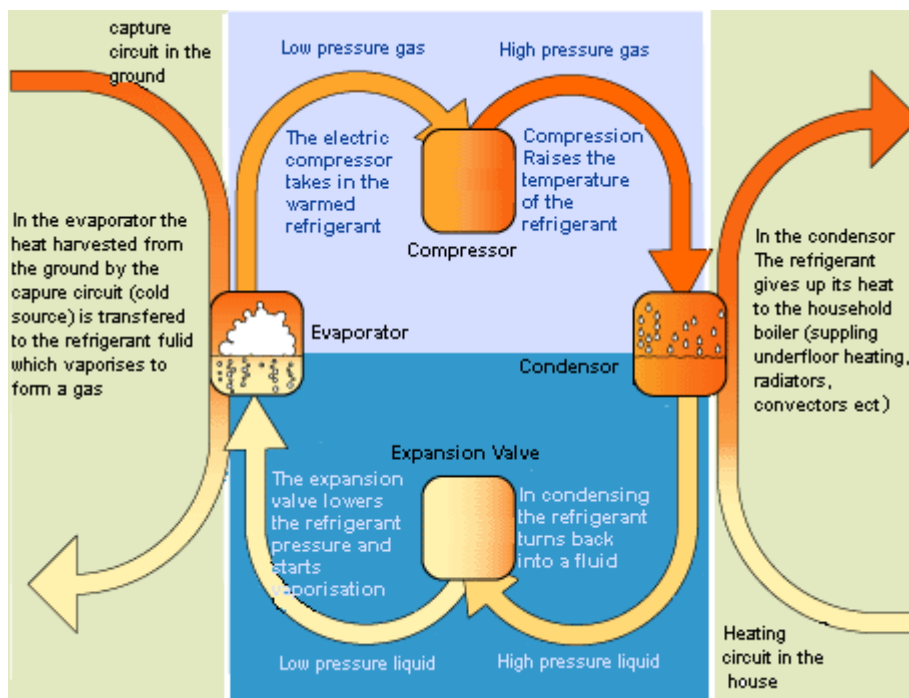 capture
circuit in the
ground
Low pressure gas
High pressure gas
The electric
compressor
takes in the
warmed
refrigerant
Compression
Raises the
temperature
of the
refrigerant
Compressor
In the evaporator the
heat harvested from
the ground by the
capure circuit (cold
source) is transfered
to the refrigerant fulid
which vaporises to
form a gas
In the condensor
The refrigerant
gives up its heat
to the household
boiler (suppling
underfloor heating,
radiators,
convectors ect)
Evaporator
Condensor
Expansion Valve
The expansion
valve lowers
the refrigerant
pressure and
starts
vaporisation
In condensing
the refrigerant
turns back
into a fluid
Low pressure liquid
High pressure liquid
Heating
circuit in the
house